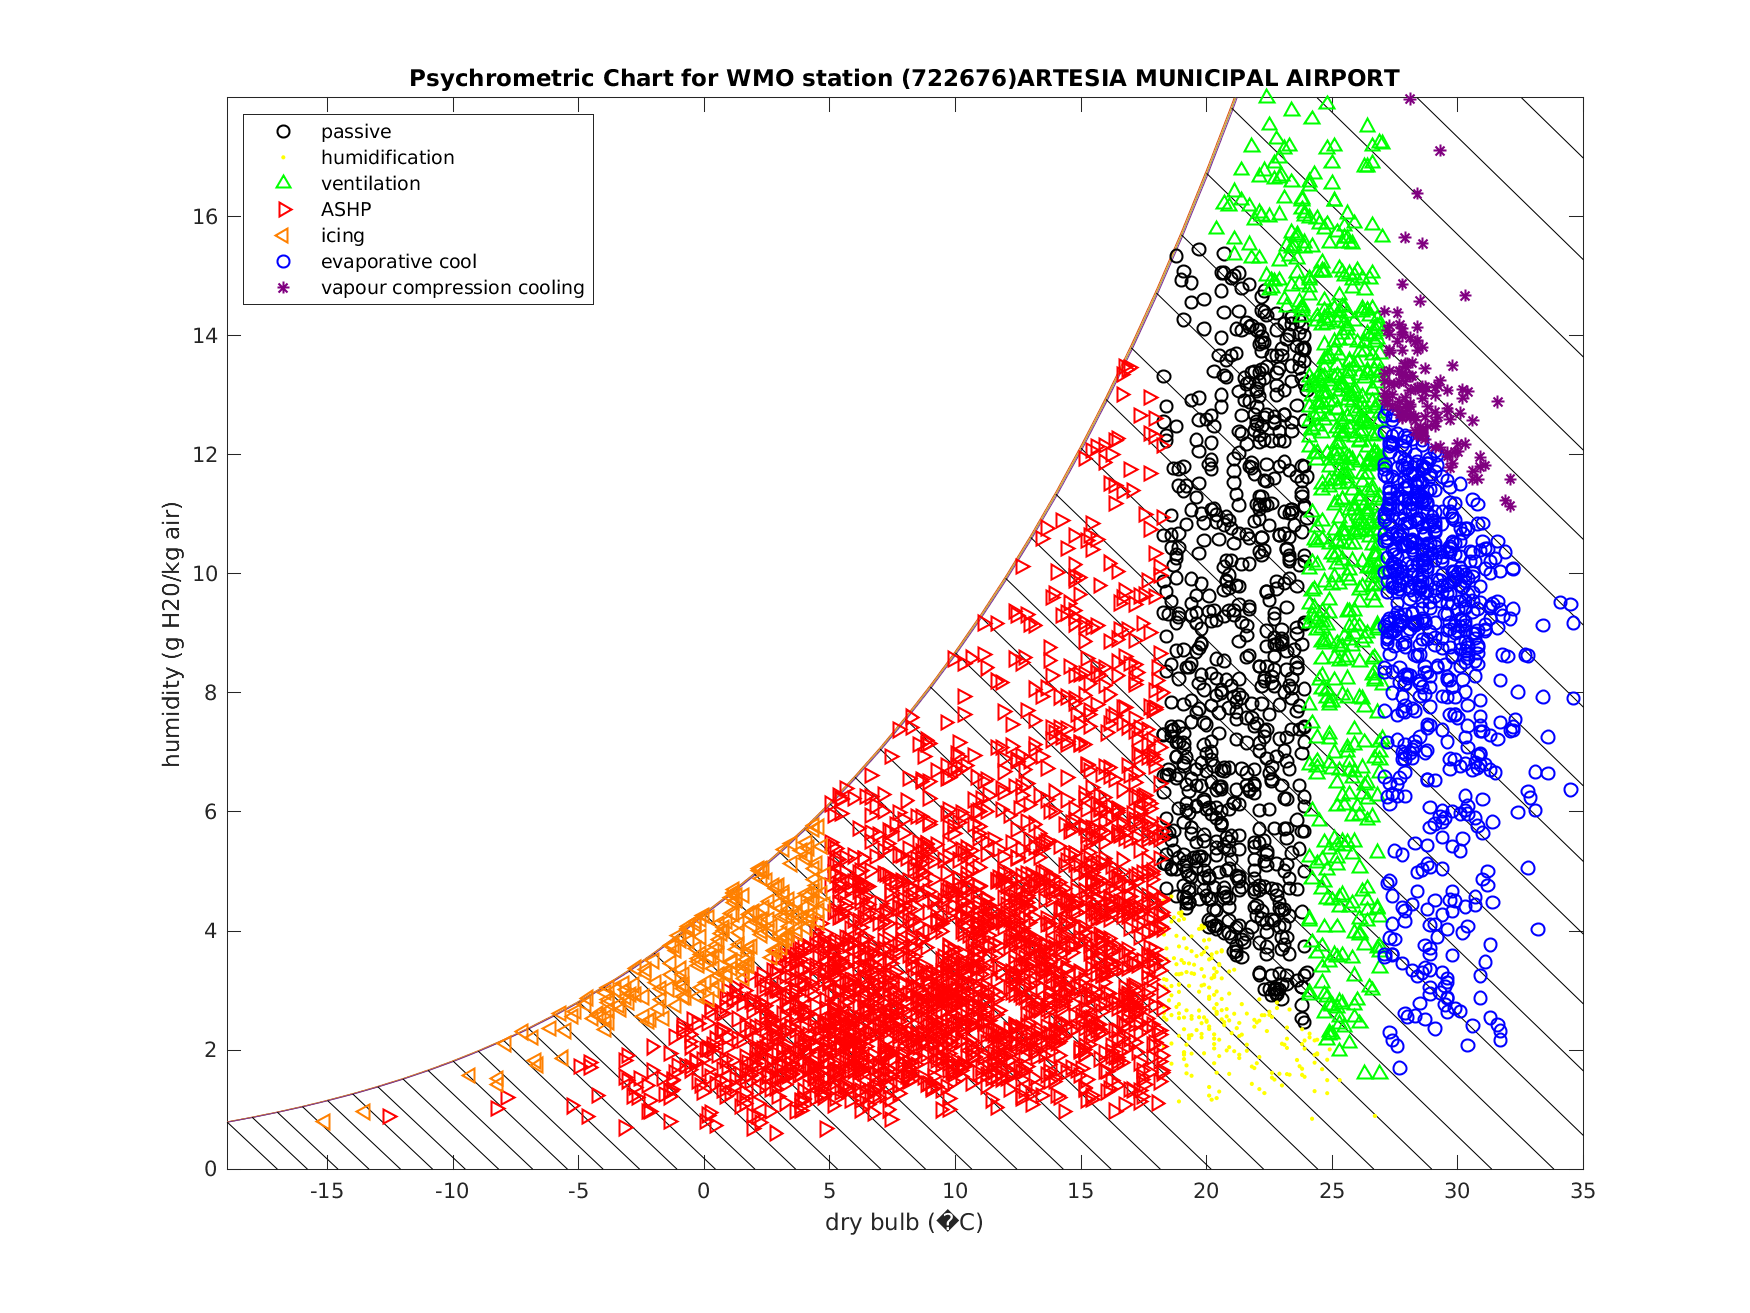 Psychrometric Chart for WMO station (722676)ARTESIA MUNICIPAL AIRPORT
passive
humidification
ventilation
ASHP
icing
evaporative cool
vapour compression cooling
humidity (g H20/kg air)
16
14
12
10
8
6
4
2
0
-15 -10 -5 0 5 10 15 20 25 30 35
dry bulb (�C)